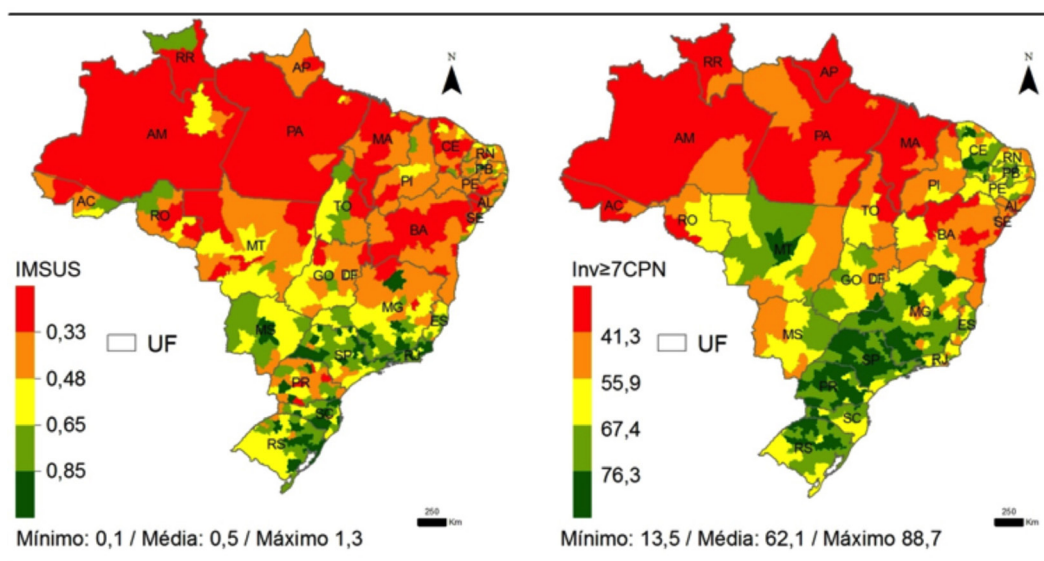 N
RR
AP
AM
PA
MA
CE
RN
PB
PI
PE
AC
AL
TO
SE
RO
BA
MT
GO
DF
MG
ES
MS
SP
RJ
PR
SC
RS
IMSUS
0,33
0,48
0,65
0,85
UF
250
Km
Mínimo: 0,1 / Média: 0,5 / Máximo 1,3
N
RR
AP
AM
PA
MA
CE
RN
PB
PI
PE
AC
AL
TO
SE
RO
BA
MT
GO
DF
MG
ES
MS
SP
RJ
PR
SC
RS
Inv≥7CPN
41,3
55,9
67,4
76,3
UF
250
Km
Mínimo: 13,5 / Média: 62,1 / Máximo 88,7